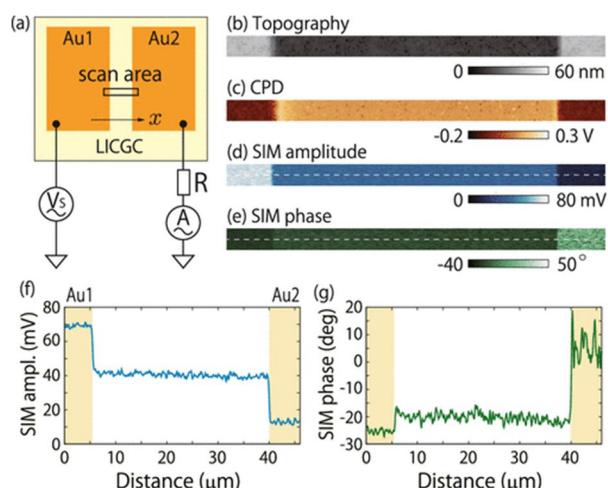 (a)
Au1 Au2
scan area
x
LICGC
R
Vs
A
(b) Topography
0 60 nm
(c) CPD
-0.2 0.3 V
(d) SIM amplitude
0 80 mV
(e) SIM phase
-40 50°
(f) Au1 Au2
SIM ampl. (mV)
80
60
40
20
0
0 10 20 30 40
Distance (μm)
(g)
SIM phase (deg)
20
10
0
-10
-20
-30
0 10 20 30 40
Distance (μm)